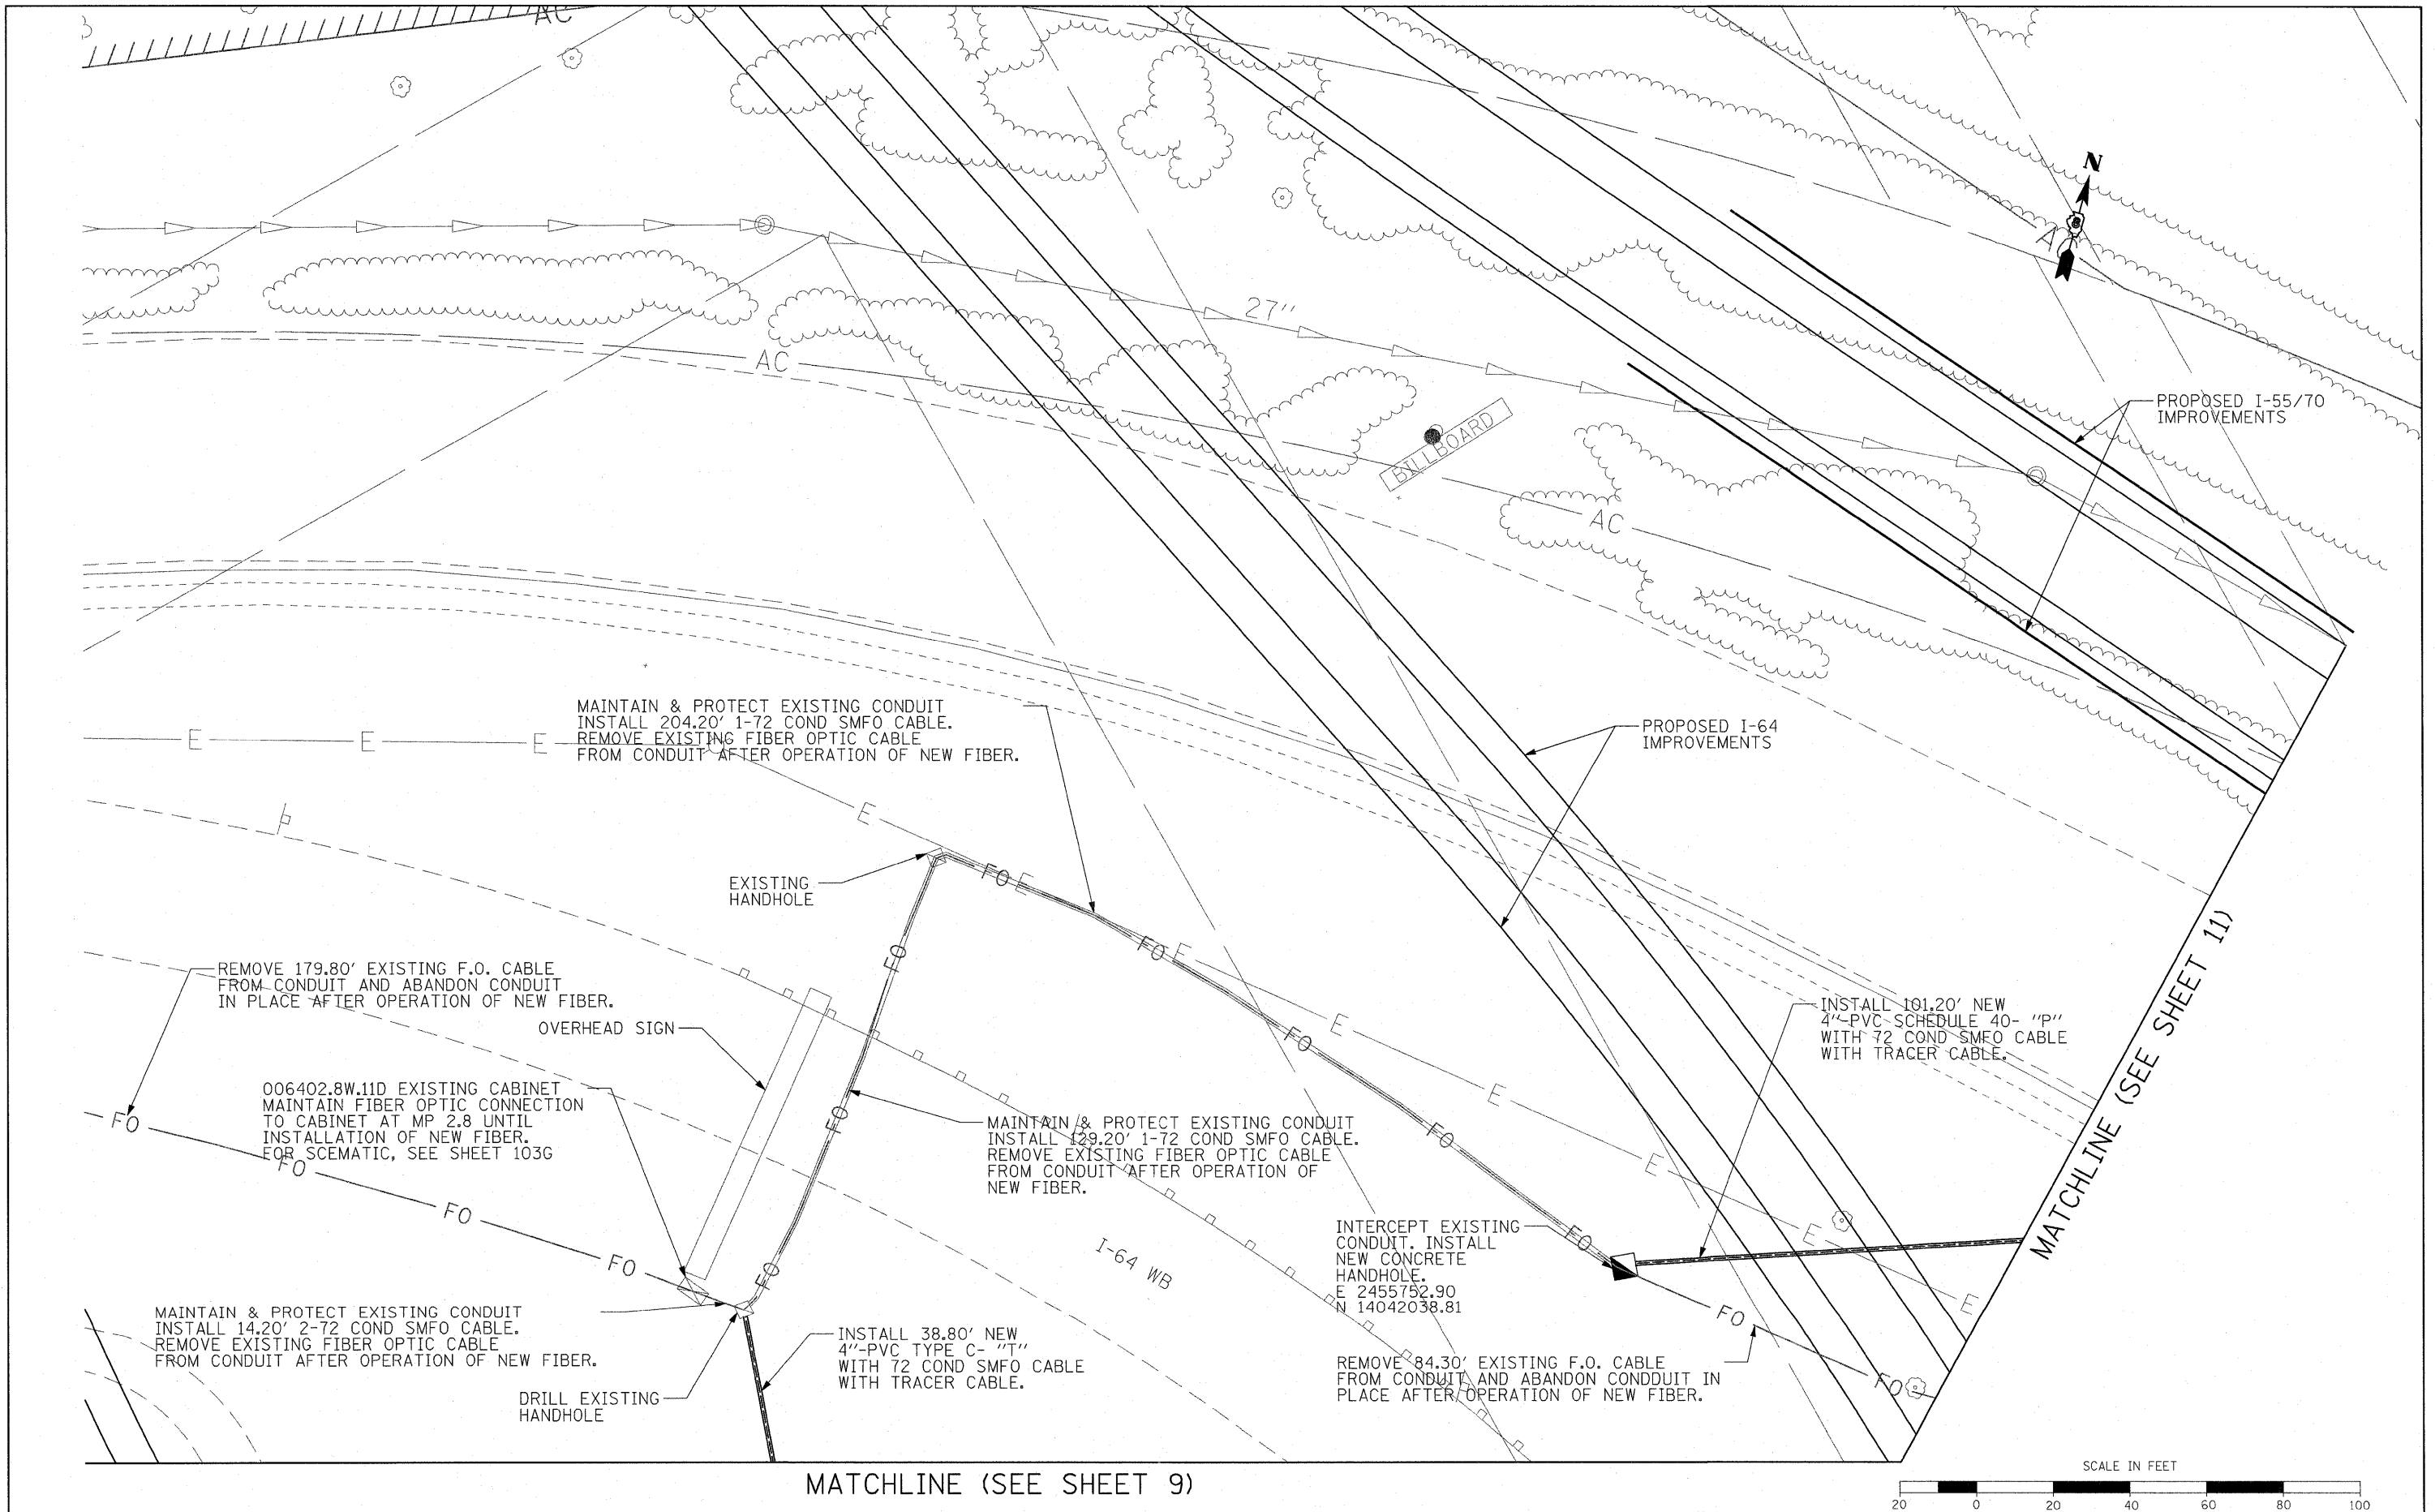 AC
N
A
27"
AC
BILLBOARD
AC
PROPOSED I-55/70
IMPROVEMENTS
MAINTAIN & PROTECT EXISTING CONDUIT
INSTALL 204.20' 1-72 COND SMFO CABLE.
REMOVE EXISTING FIBER OPTIC CABLE
FROM CONDUIT AFTER OPERATION OF NEW FIBER.
PROPOSED I-64
IMPROVEMENTS
E
E
E
E
EXISTING
HANDHOLE
FO
E
FO
FO
E
MATCHLINE (SEE SHEET 11)
REMOVE 179.80' EXISTING F.O. CABLE
FROM CONDUIT AND ABANDON CONDUIT
IN PLACE AFTER OPERATION OF NEW FIBER.
OVERHEAD SIGN
E
FO
INSTALL 101.20' NEW
4"-PVC SCHEDULE 40- "P"
WITH 72 COND SMFO CABLE
WITH TRACER CABLE.
006402.8W.11D EXISTING CABINET
MAINTAIN FIBER OPTIC CONNECTION
TO CABINET AT MP 2.8 UNTIL
INSTALLATION OF NEW FIBER.
FOR SCEMATIC, SEE SHEET 103G
E
FO
FO
FO
MAINTAIN & PROTECT EXISTING CONDUIT
INSTALL 129.20' 1-72 COND SMFO CABLE.
REMOVE EXISTING FIBER OPTIC CABLE
FROM CONDUIT AFTER OPERATION OF
NEW FIBER.
E
FO
FO
FO
FO
FO
I-64 WB
INTERCEPT EXISTING
CONDUIT. INSTALL
NEW CONCRETE
HANDHOLE.
E 2455752.90
N 14042038.81
E
E
FO
MAINTAIN & PROTECT EXISTING CONDUIT
INSTALL 14.20' 2-72 COND SMFO CABLE.
REMOVE EXISTING FIBER OPTIC CABLE
FROM CONDUIT AFTER OPERATION OF NEW FIBER.
INSTALL 38.80' NEW
4"-PVC TYPE C- "T"
WITH 72 COND SMFO CABLE
WITH TRACER CABLE.
REMOVE 84.30' EXISTING F.O. CABLE
FROM CONDUIT AND ABANDON CONDDUIT IN
PLACE AFTER OPERATION OF NEW FIBER.
FO
DRILL EXISTING
HANDHOLE
MATCHLINE (SEE SHEET 9)
SCALE IN FEET
20 0 20 40 60 80 100